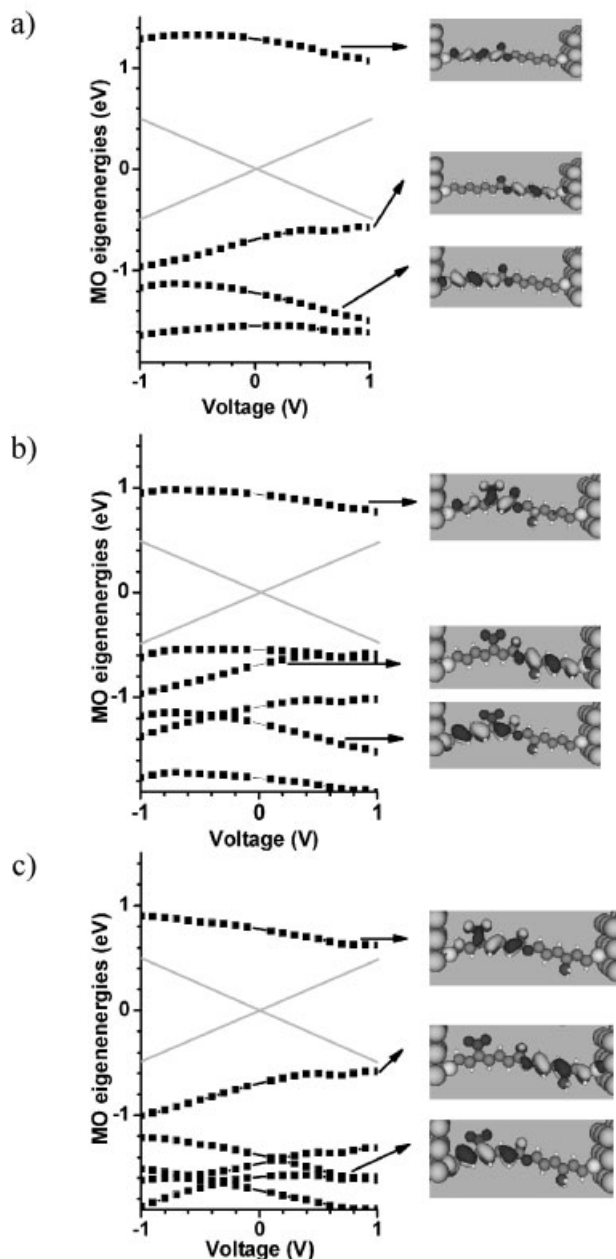 a)
1
0
-1
MO eigenenergies (eV)
-1
0
1
Voltage (V)
b)
1
0
-1
MO eigenenergies (eV)
-1
0
1
Voltage (V)
c)
1
0
-1
MO eigenenergies (eV)
-1
0
1
Voltage (V)